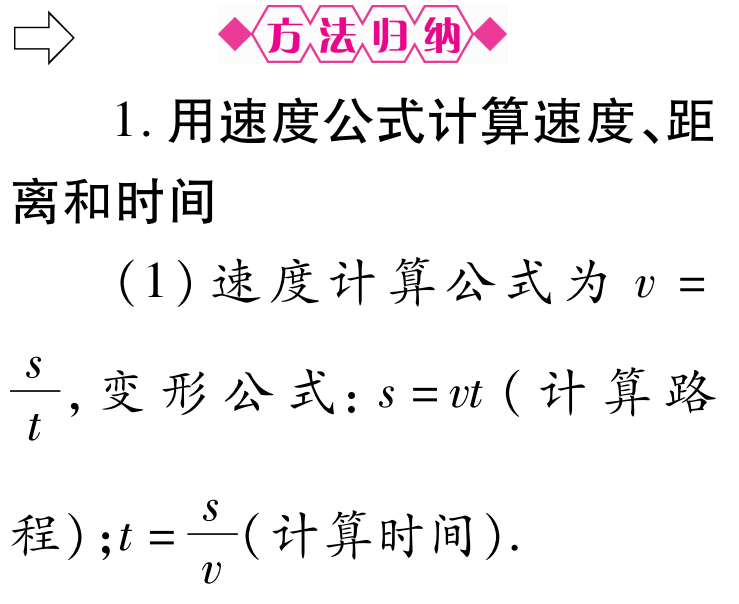 方法归纳
1. 用速度公式计算速度、距
离和时间
(1)速度计算公式为 v =
s/t,变形公式: s = vt (计算路
程);t = s/v(计算时间).